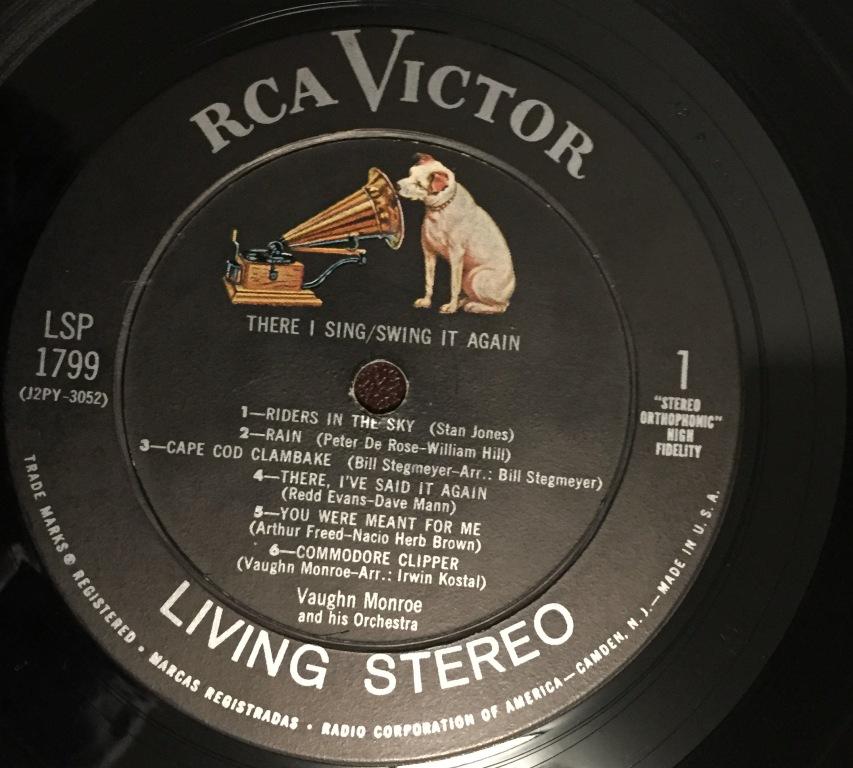 RCA VICTOR
THERE I SING/SWING IT AGAIN
LSP
1799
(J2PY-3052)
1
"STEREO
ORTHOPHONIC"
HIGH
FIDELITY
1—RIDERS IN THE SKY (Stan Jones)
2—RAIN (Peter De Rose-William Hill)
3—CAPE COD CLAMBAKE (Bill Stegmeyer-Arr.: Bill Stegmeyer)
4—THERE, I'VE SAID IT AGAIN
(Redd Evans-Dave Mann)
5—YOU WERE MEANT FOR ME
(Arthur Freed-Nacio Herb Brown)
6—COMMODORE CLIPPER
(Vaughn Monroe-Arr.: Irwin Kostal)
Vaughn Monroe
and his Orchestra
LIVING STEREO
TRADE MARKS ® REGISTERED • MARCAS REGISTRADAS • RADIO CORPORATION OF AMERICA—CAMDEN, N. J.—MADE IN U. S. A.